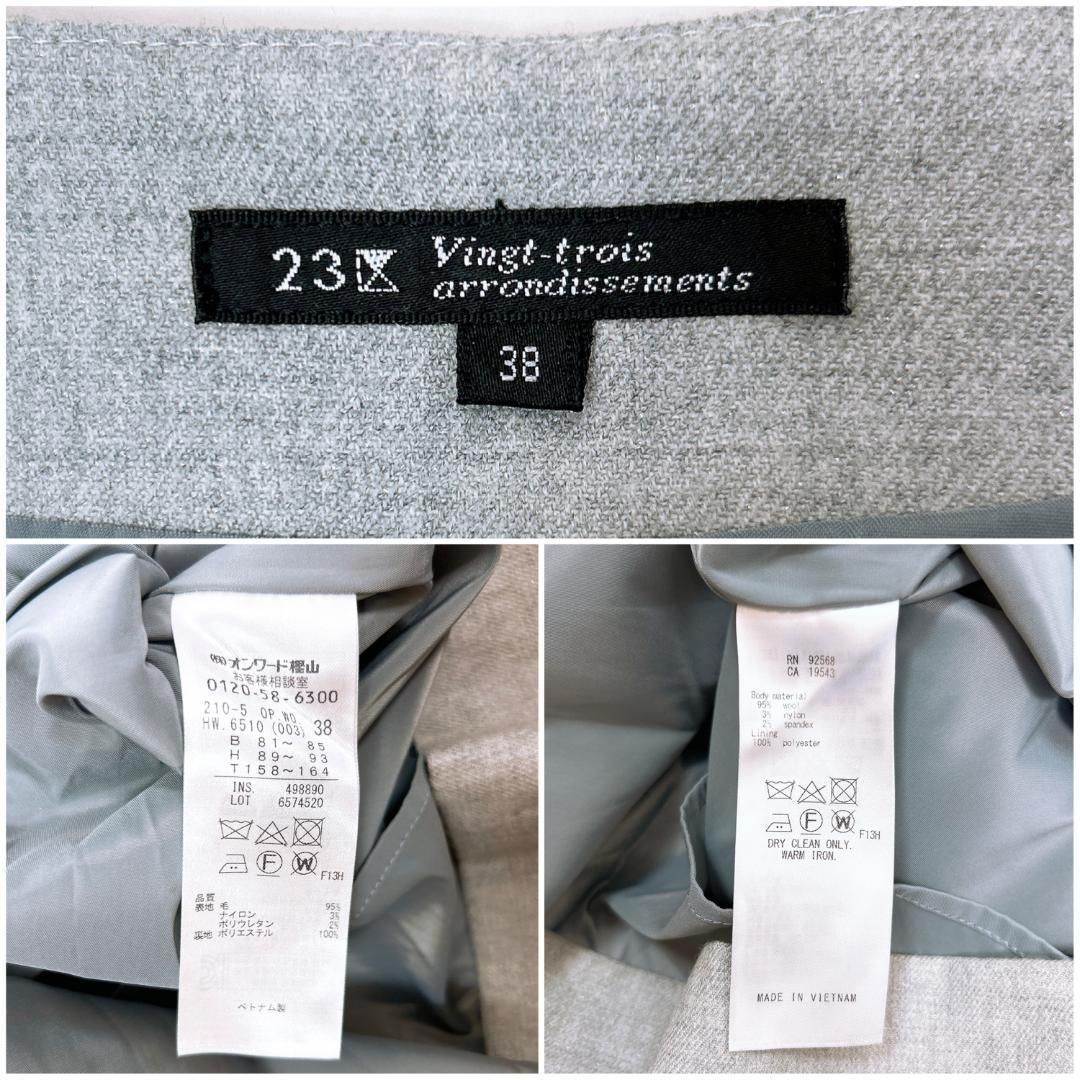 23区 Vingt-trois
arrondissements
38
㈱オンワード樫山
お客様相談室
0120-58-6300
210-5 OP.WO
HW.6510 (003) 38
B 81~ 85
H 89~ 93
T158~164
INS. 498890
LOT 6574520
F W F13H
品質
表地 毛 95%
ナイロン 3%
ポリウレタン 2%
裏地 ポリエステル 100%
ベトナム製
RN 92568
CA 19543
Body material
95% wool
3% nylon
2% spandex
Lining
100% polyester
F W F13H
DRY CLEAN ONLY.
WARM IRON.
MADE IN VIETNAM